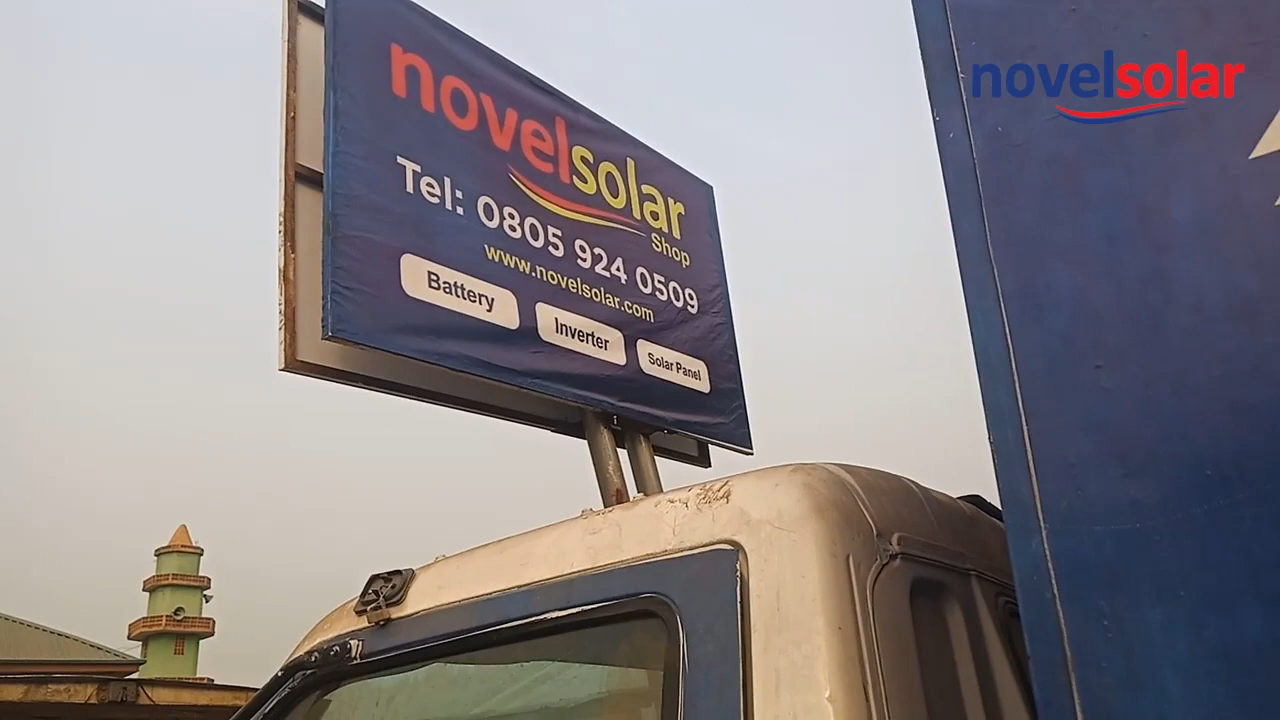 novelsolar
Shop
Tel: 0805 924 0509
www.novelsolar.com
Battery
Inverter
Solar Panel
novelsolar